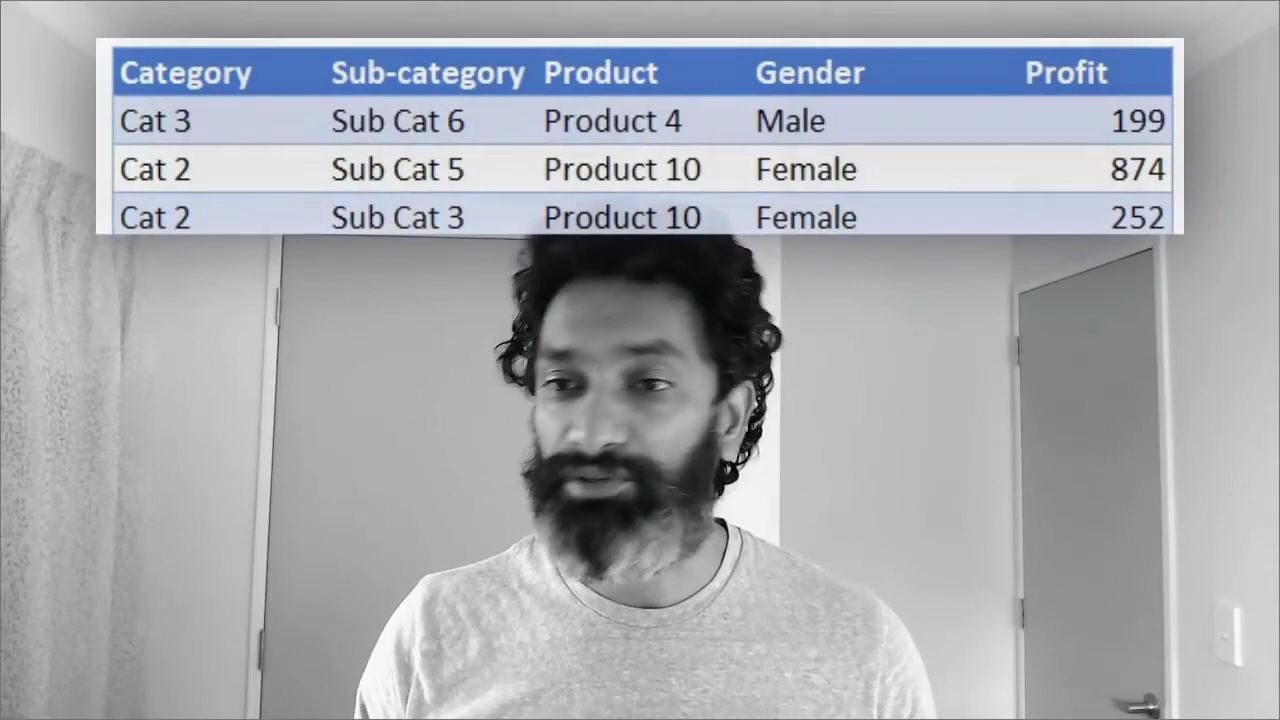 Category Sub-category Product Gender Profit
Cat 3 Sub Cat 6 Product 4 Male 199
Cat 2 Sub Cat 5 Product 10 Female 874
Cat 2 Sub Cat 3 Product 10 Female 252